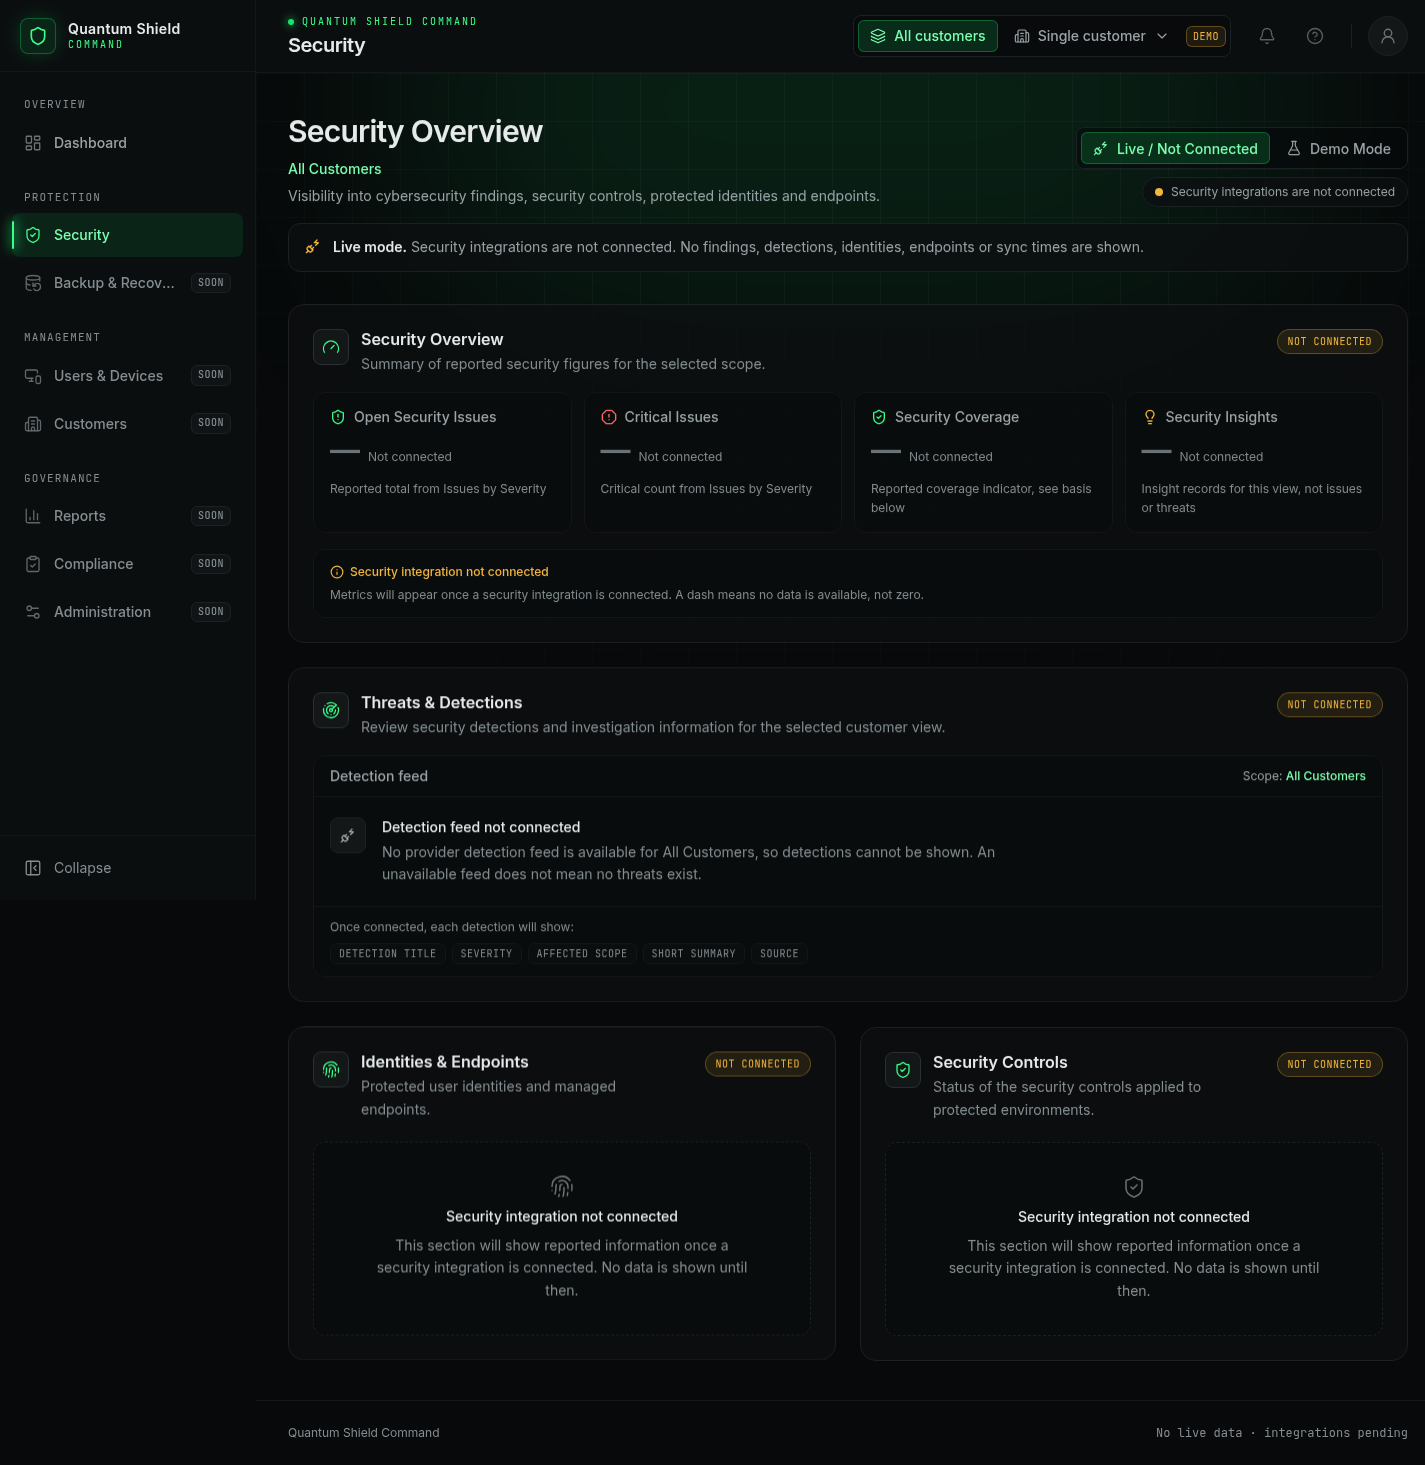 Quantum Shield
COMMAND
OVERVIEW
Dashboard
PROTECTION
Security
Backup & Recov...
SOON
MANAGEMENT
Users & Devices
SOON
Customers
SOON
GOVERNANCE
Reports
SOON
Compliance
SOON
Administration
SOON
Collapse
QUANTUM SHIELD COMMAND
Security
All customers
Single customer
DEMO
Security Overview
All Customers
Visibility into cybersecurity findings, security controls, protected identities and endpoints.
Live / Not Connected
Demo Mode
Security integrations are not connected
Live mode. Security integrations are not connected. No findings, detections, identities, endpoints or sync times are shown.
Security Overview
Summary of reported security figures for the selected scope.
NOT CONNECTED
Open Security Issues
— Not connected
Reported total from Issues by Severity
Critical Issues
— Not connected
Critical count from Issues by Severity
Security Coverage
— Not connected
Reported coverage indicator, see basis
below
Security Insights
— Not connected
Insight records for this view, not issues
or threats
Security integration not connected
Metrics will appear once a security integration is connected. A dash means no data is available, not zero.
Threats & Detections
Review security detections and investigation information for the selected customer view.
NOT CONNECTED
Detection feed
Scope: All Customers
Detection feed not connected
No provider detection feed is available for All Customers, so detections cannot be shown. An
unavailable feed does not mean no threats exist.
Once connected, each detection will show:
DETECTION TITLE
SEVERITY
AFFECTED SCOPE
SHORT SUMMARY
SOURCE
Identities & Endpoints
Protected user identities and managed
endpoints.
NOT CONNECTED
Security integration not connected
This section will show reported information once a
security integration is connected. No data is shown until
then.
Security Controls
Status of the security controls applied to
protected environments.
NOT CONNECTED
Security integration not connected
This section will show reported information once a
security integration is connected. No data is shown until
then.
Quantum Shield Command
No live data · integrations pending